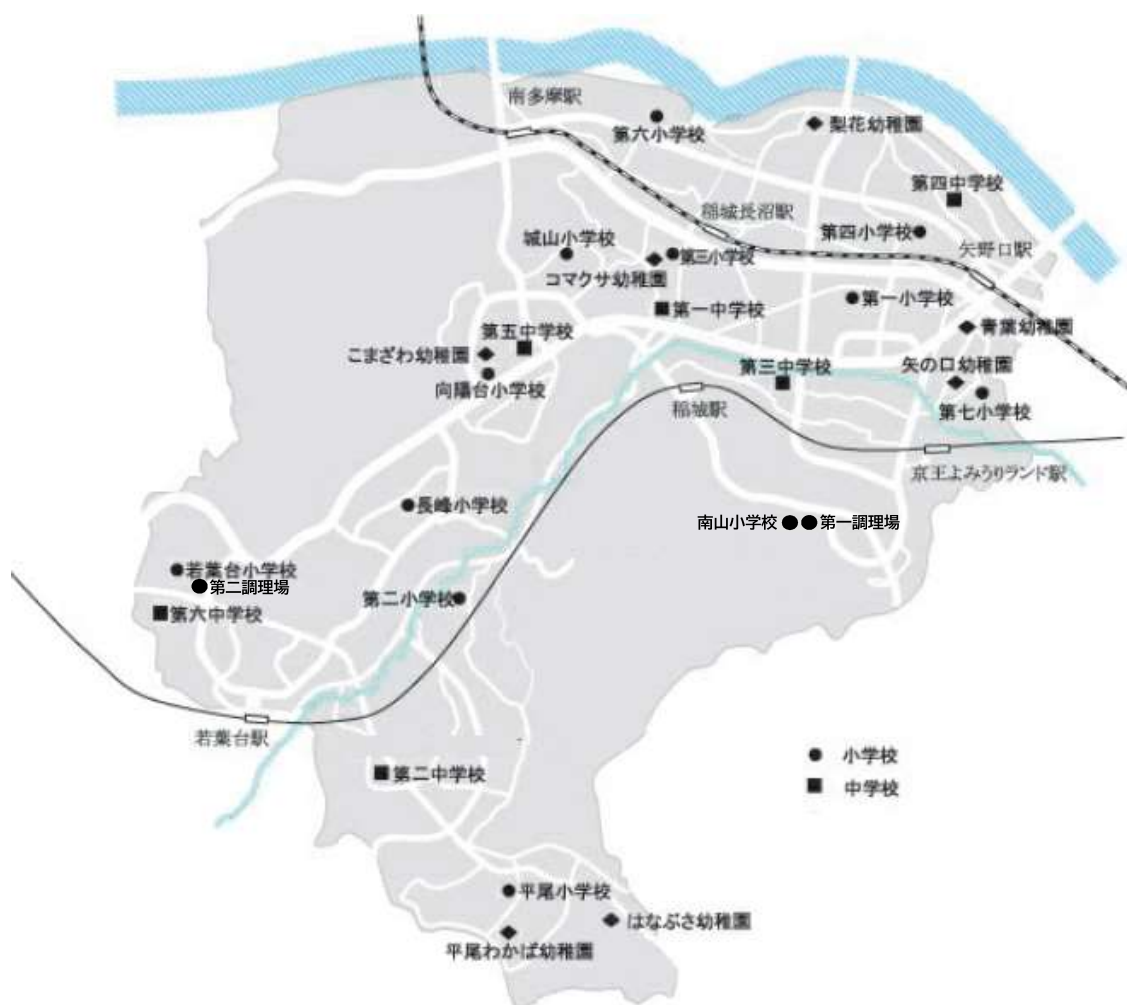 南多摩駅
第六小学校
梨花幼稚園
第四中学校
稲城長沼駅
城山小学校
第三小学校
第四小学校
矢野口駅
コマクサ幼稚園
第一中学校
第一小学校
第五中学校
青葉幼稚園
こまざわ幼稚園
第三中学校
矢の口幼稚園
向陽台小学校
稲城駅
第七小学校
京王よみうりランド駅
長峰小学校
南山小学校
第一調理場
若葉台小学校
第二調理場
第二小学校
第六中学校
若葉台駅
小学校
第二中学校
中学校
平尾小学校
はなぶさ幼稚園
平尾わかば幼稚園